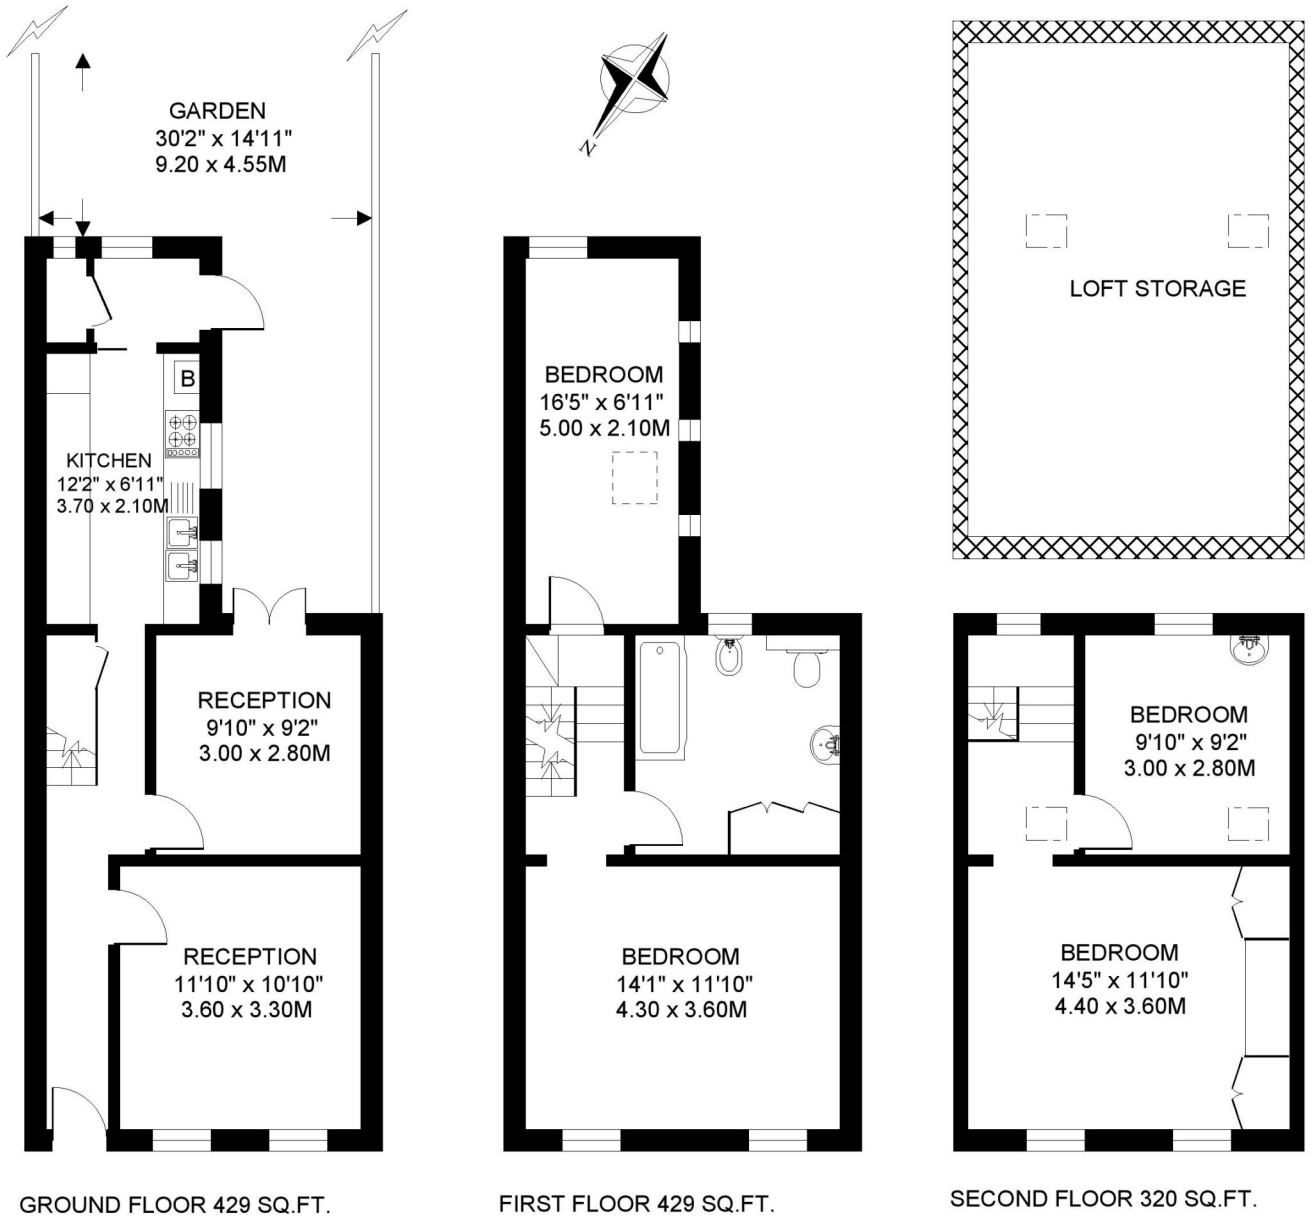 GARDEN
30'2" x 14'11"
9.20 x 4.55M
N
LOFT STORAGE
B
KITCHEN
12'2" x 6'11"
3.70 x 2.10M
BEDROOM
16'5" x 6'11"
5.00 x 2.10M
RECEPTION
9'10" x 9'2"
3.00 x 2.80M
BEDROOM
9'10" x 9'2"
3.00 x 2.80M
RECEPTION
11'10" x 10'10"
3.60 x 3.30M
BEDROOM
14'1" x 11'10"
4.30 x 3.60M
BEDROOM
14'5" x 11'10"
4.40 x 3.60M
GROUND FLOOR 429 SQ.FT.
FIRST FLOOR 429 SQ.FT.
SECOND FLOOR 320 SQ.FT.